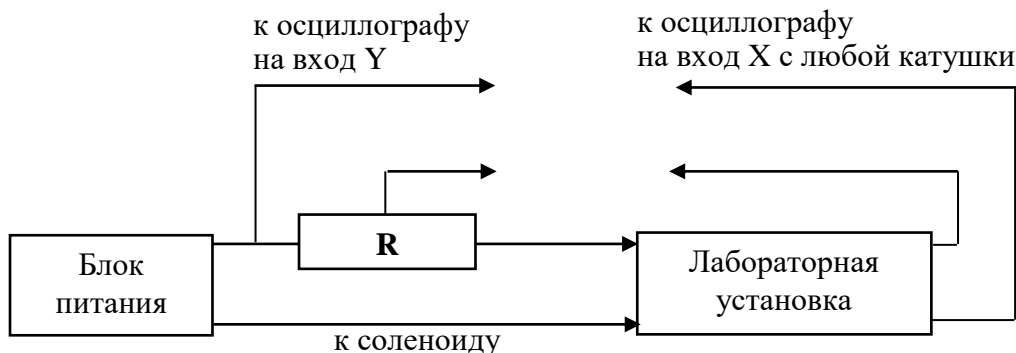 к осциллографу
на вход Y
к осциллографу
на вход X с любой катушки
R
Блок
питания
Лабораторная
установка
к соленоиду